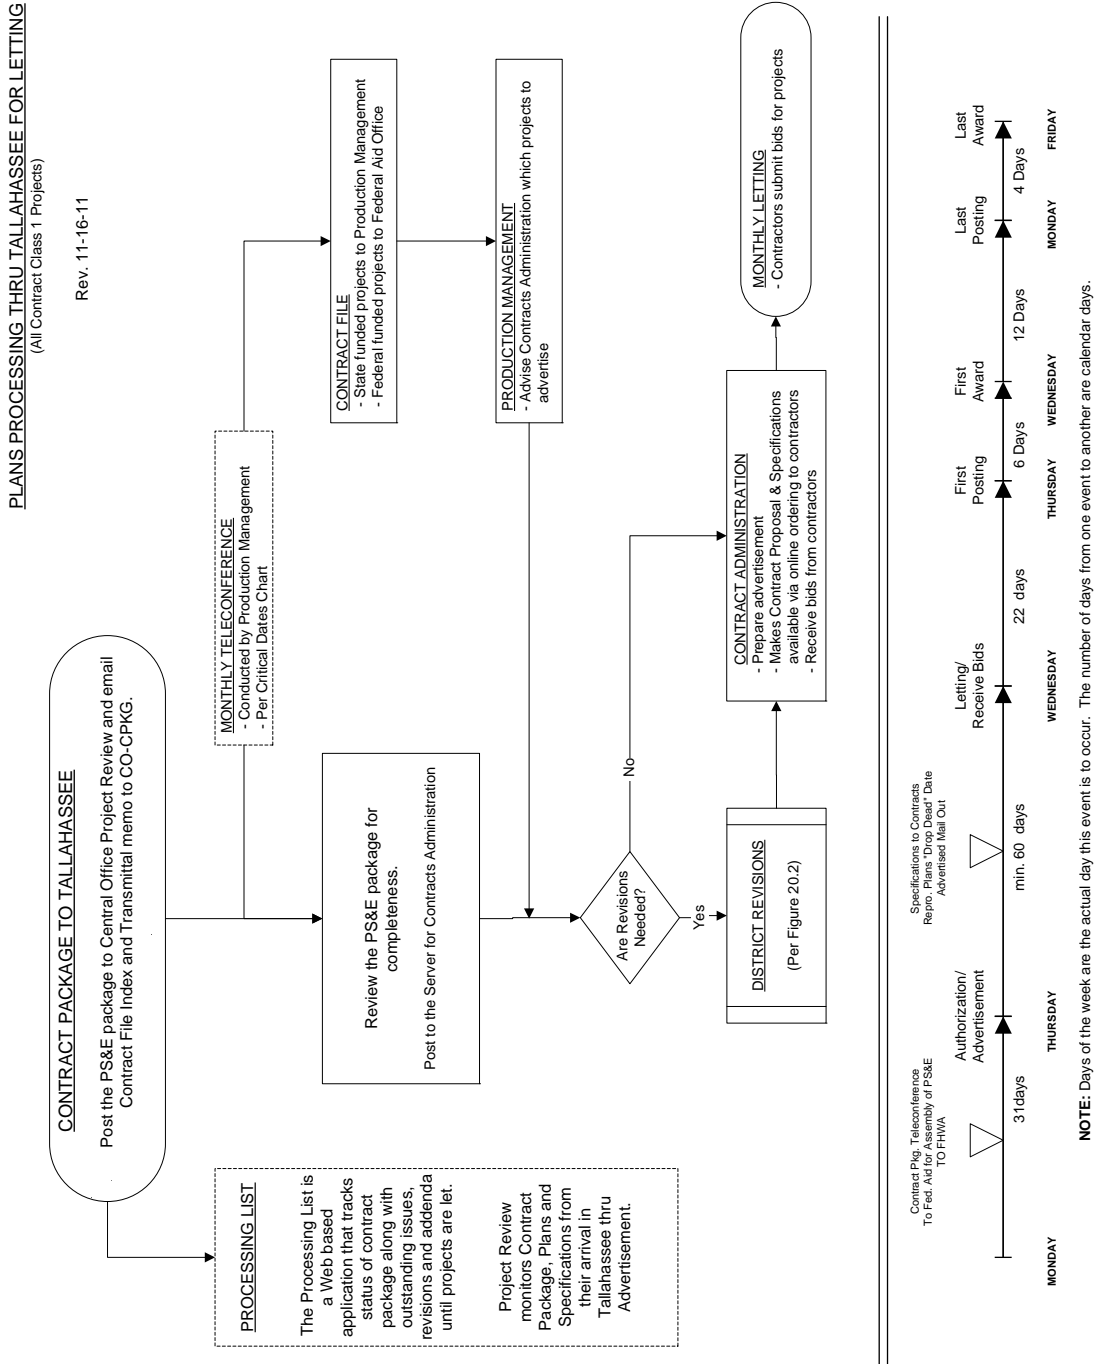 PLANS PROCESSING THRU TALLAHASSEE FOR LETTING
(All Contract Class 1 Projects)
Rev. 11-16-11
CONTRACT PACKAGE TO TALLAHASSEE
Post the PS&E package to Central Office Project Review and email
Contract File Index and Transmittal memo to CO-CPKG.
PROCESSING LIST
The Processing List is
a Web based
application that tracks
status of contract
package along with
outstanding issues,
revisions and addenda
until projects are let.
Project Review
monitors Contract
Package, Plans and
Specifications from
their arrival in
Tallahassee thru
Advertisement.
MONTHLY TELECONFERENCE
- Conducted by Production Management
- Per Critical Dates Chart
Review the PS&E package for
completeness.
Post to the Server for Contracts Administration
CONTRACT FILE
- State funded projects to Production Management
- Federal funded projects to Federal Aid Office
PRODUCTION MANAGEMENT
- Advise Contracts Administration which projects to
advertise
Are Revisions
Needed?
No
Yes
DISTRICT REVISIONS
(Per Figure 20.2)
CONTRACT ADMINISTRATION
- Prepare advertisement
- Makes Contract Proposal & Specifications
available via online ordering to contractors
- Receive bids from contractors
MONTHLY LETTING
- Contractors submit bids for projects
Contract Pkg. Teleconference
To Fed. Aid for Assembly of PS&E
TO FHWA
Authorization/
Advertisement
Specifications to Contracts
Repro. Plans "Drop Dead" Date
Advertised Mail Out
Letting/
Receive Bids
First
Posting
First
Award
Last
Posting
Last
Award
31days
min. 60 days
22 days
6 Days
12 Days
4 Days
MONDAY
THURSDAY
WEDNESDAY
THURSDAY
WEDNESDAY
MONDAY
FRIDAY
NOTE: Days of the week are the actual day this event is to occur. The number of days from one event to another are calendar days.